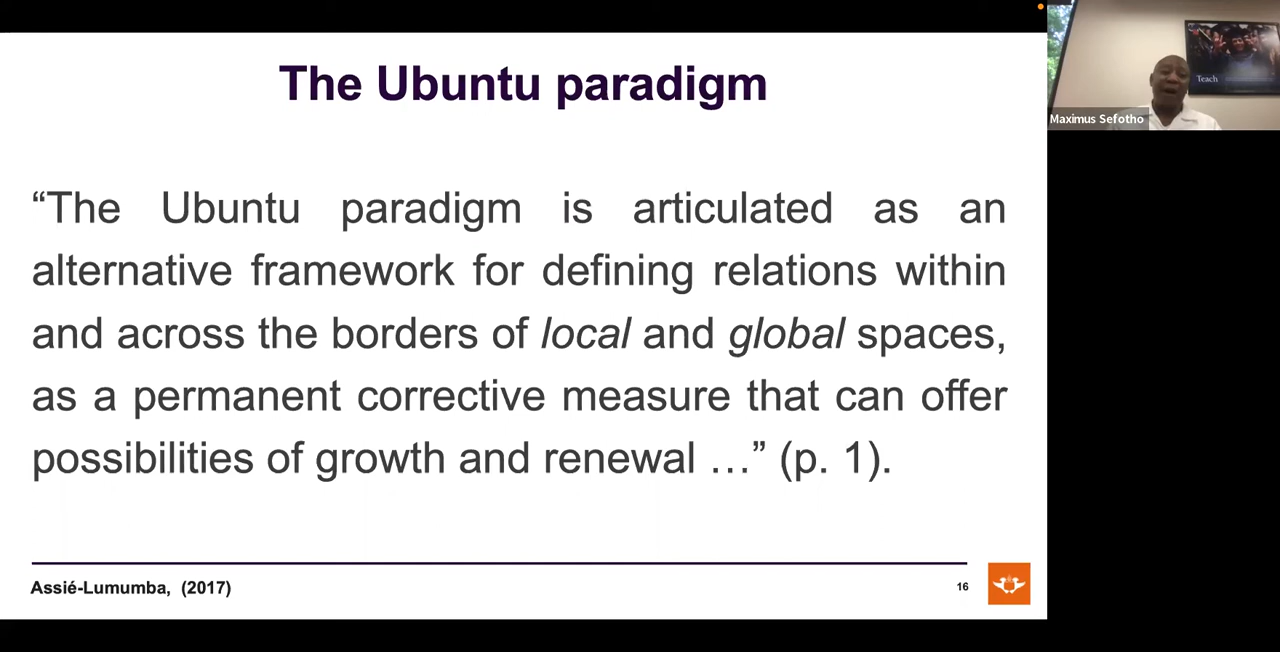 The Ubuntu paradigm
“The Ubuntu paradigm is articulated as an
alternative framework for defining relations within
and across the borders of local and global spaces,
as a permanent corrective measure that can offer
possibilities of growth and renewal …” (p. 1).
Assié-Lumumba, (2017)
16
Teach
Maximus Sefotho